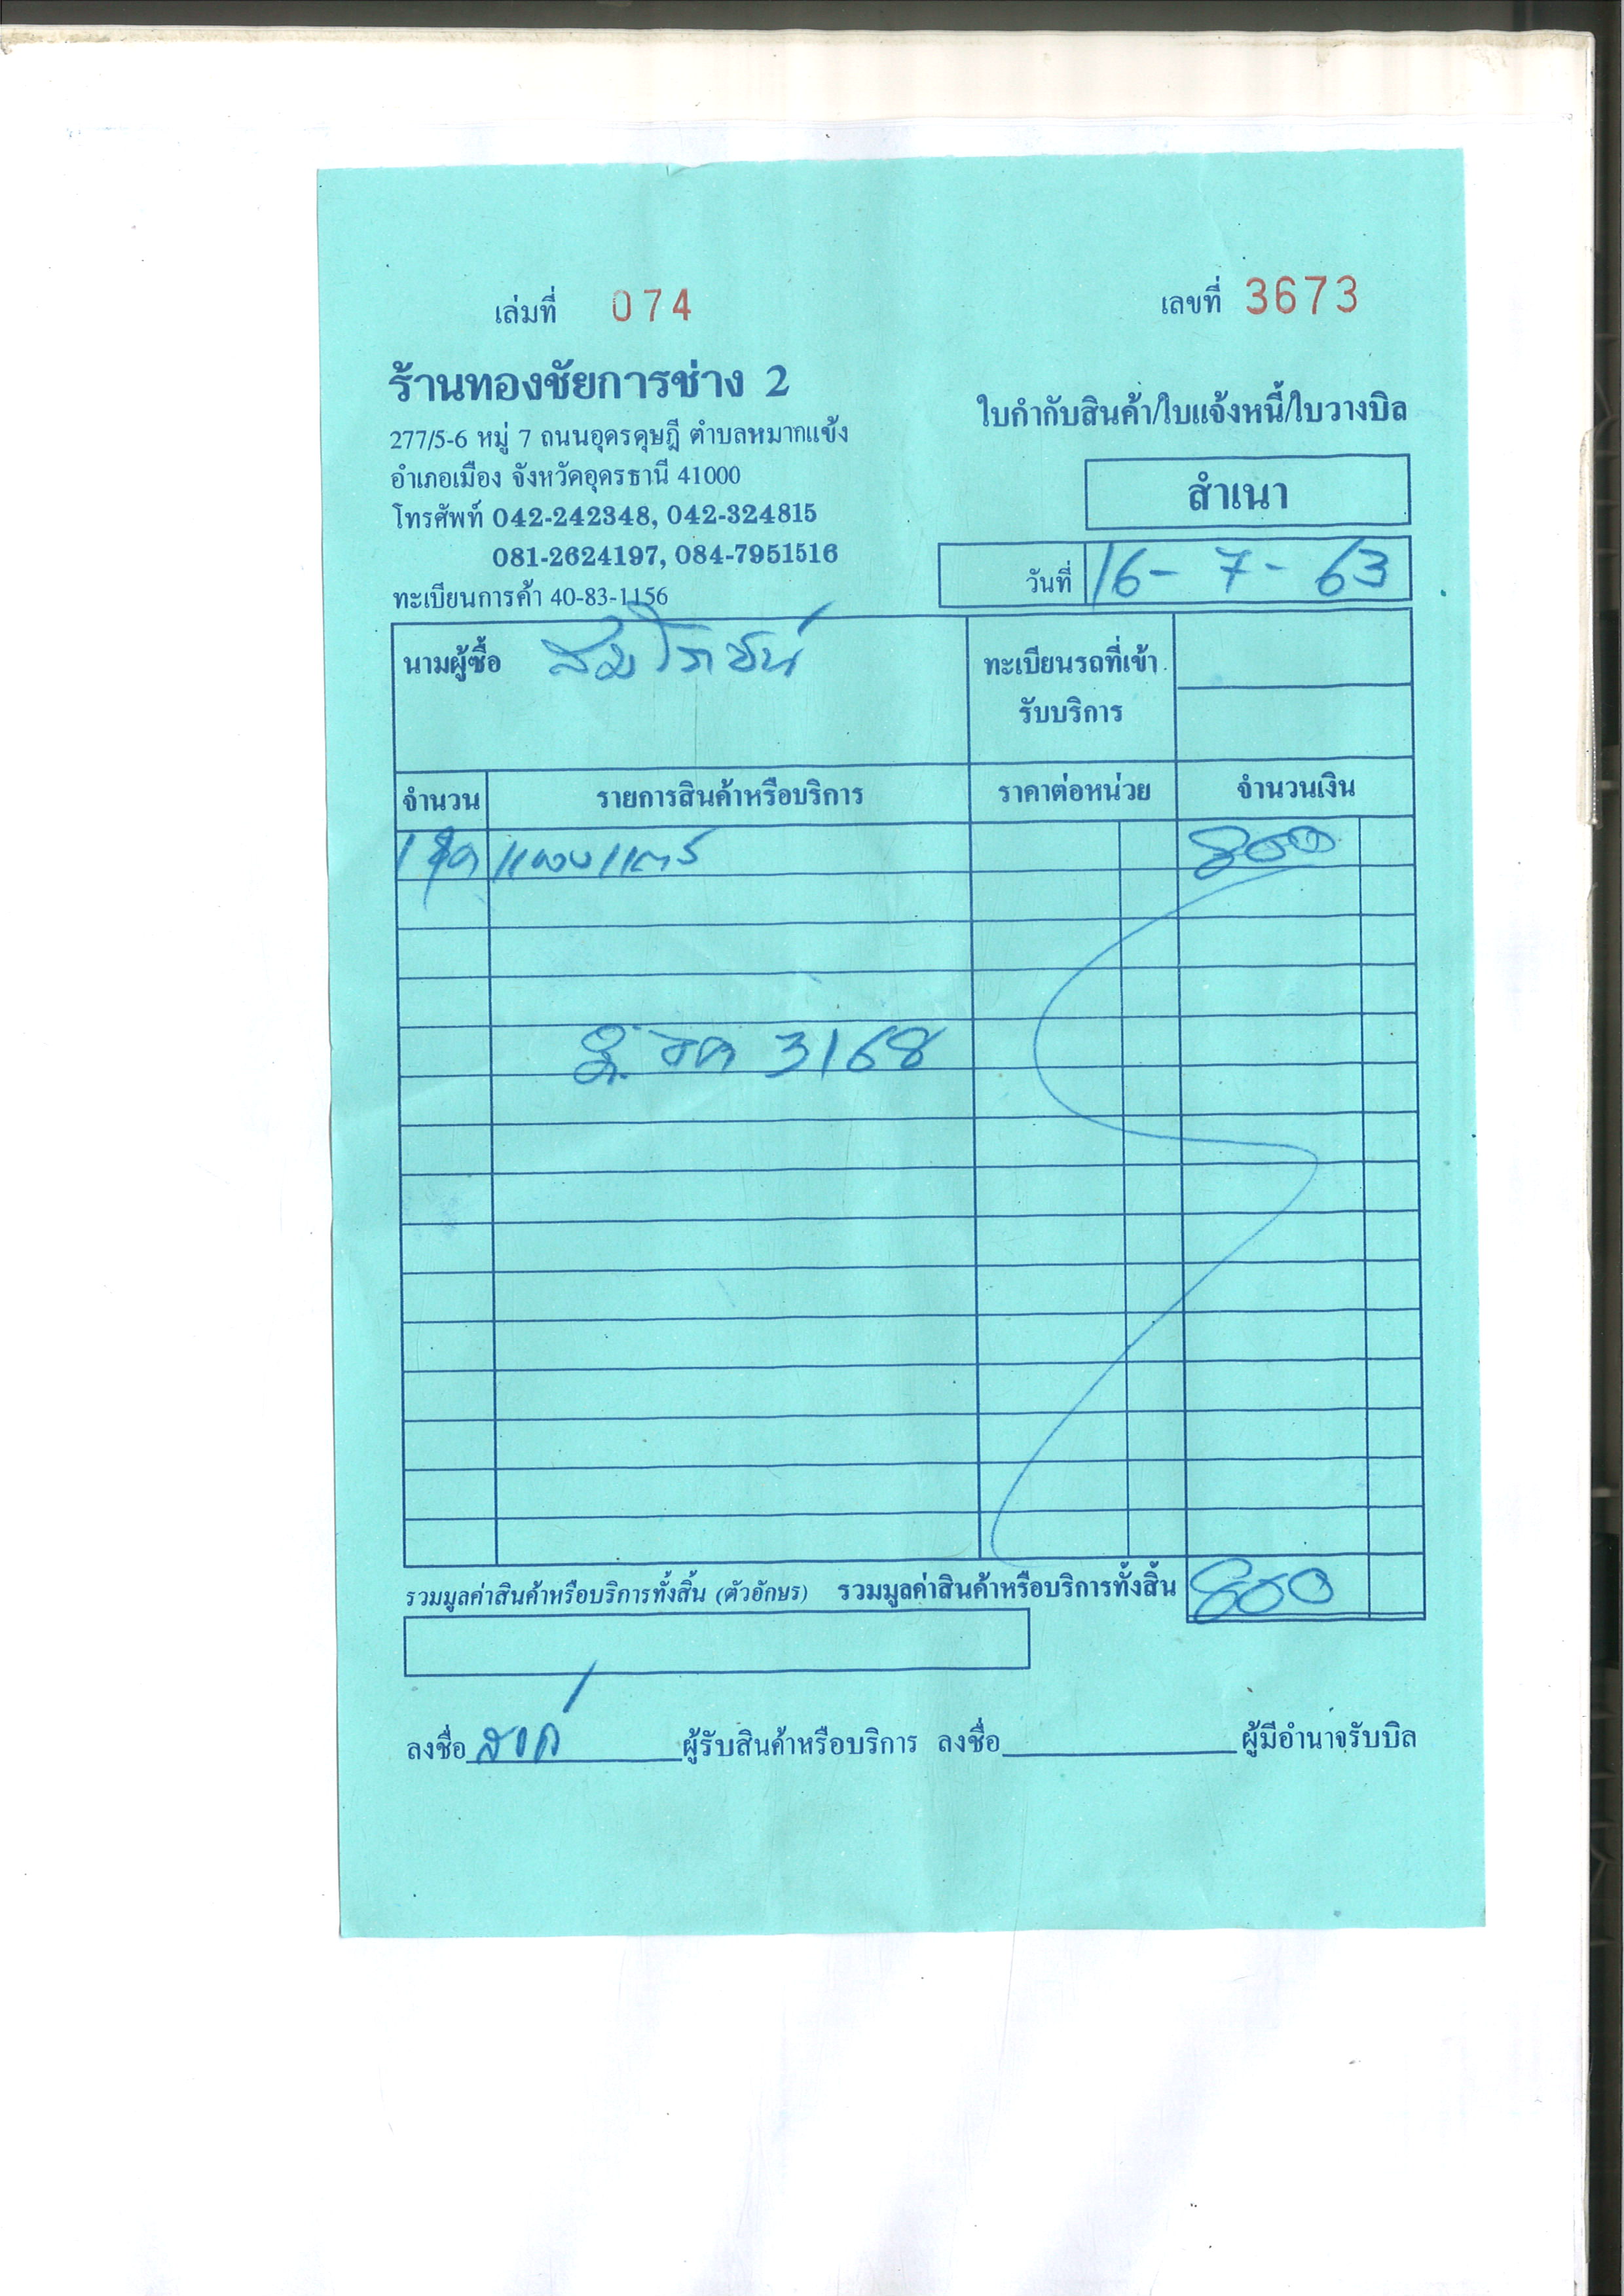 เล่มที่ 074
เลขที่ 3673
ร้านทองชัยการช่าง 2
277/5-6 หมู่ 7 ถนนอุดรดุษฎี ตำบลหมากแข้ง
อำเภอเมือง จังหวัดอุดรธานี 41000
โทรศัพท์ 042-242348, 042-324815
081-2624197, 084-7951516
ทะเบียนการค้า 40-83-1156
ใบกำกับสินค้า/ใบแจ้งหนี้/ใบวางบิล
สำเนา
วันที่ 16-7-63
นามผู้ซื้อ สมโภชน์
ทะเบียนรถที่เข้า
รับบริการ
จำนวน รายการสินค้าหรือบริการ ราคาต่อหน่วย จำนวนเงิน
1 ชุด 800
3168
รวมมูลค่าสินค้าหรือบริการทั้งสิ้น (ตัวอักษร) รวมมูลค่าสินค้าหรือบริการทั้งสิ้น 800
ลงชื่อ ผู้รับสินค้าหรือบริการ ลงชื่อ ผู้มีอำนาจรับบิล